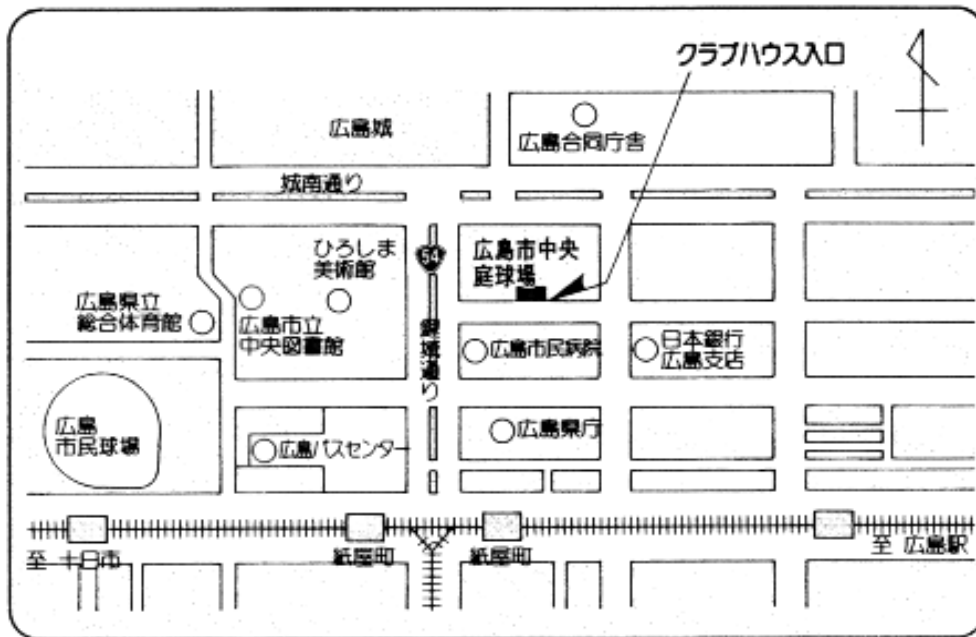 クラブハウス入口
広島城
広島合同庁舎
城南通り
ひろしま
美術館
54
広島市中央
庭球場
広島県立
総合体育館
広島市立
中央図書館
鯉城通り
広島市民病院
日本銀行
広島支店
広島
市民球場
広島バスセンター
広島県庁
至 十日市
紙屋町
紙屋町
至 広島駅